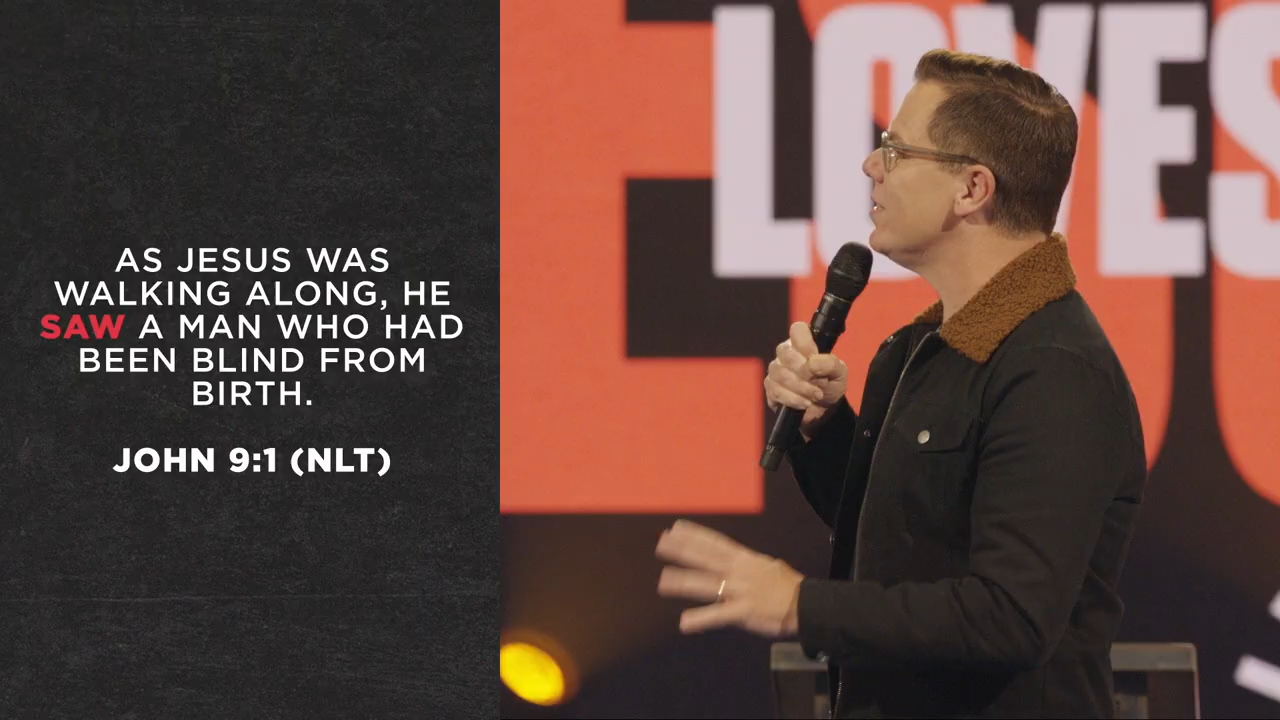 AS JESUS WAS
WALKING ALONG, HE
SAW A MAN WHO HAD
BEEN BLIND FROM
BIRTH.
JOHN 9:1 (NLT)
LOVES